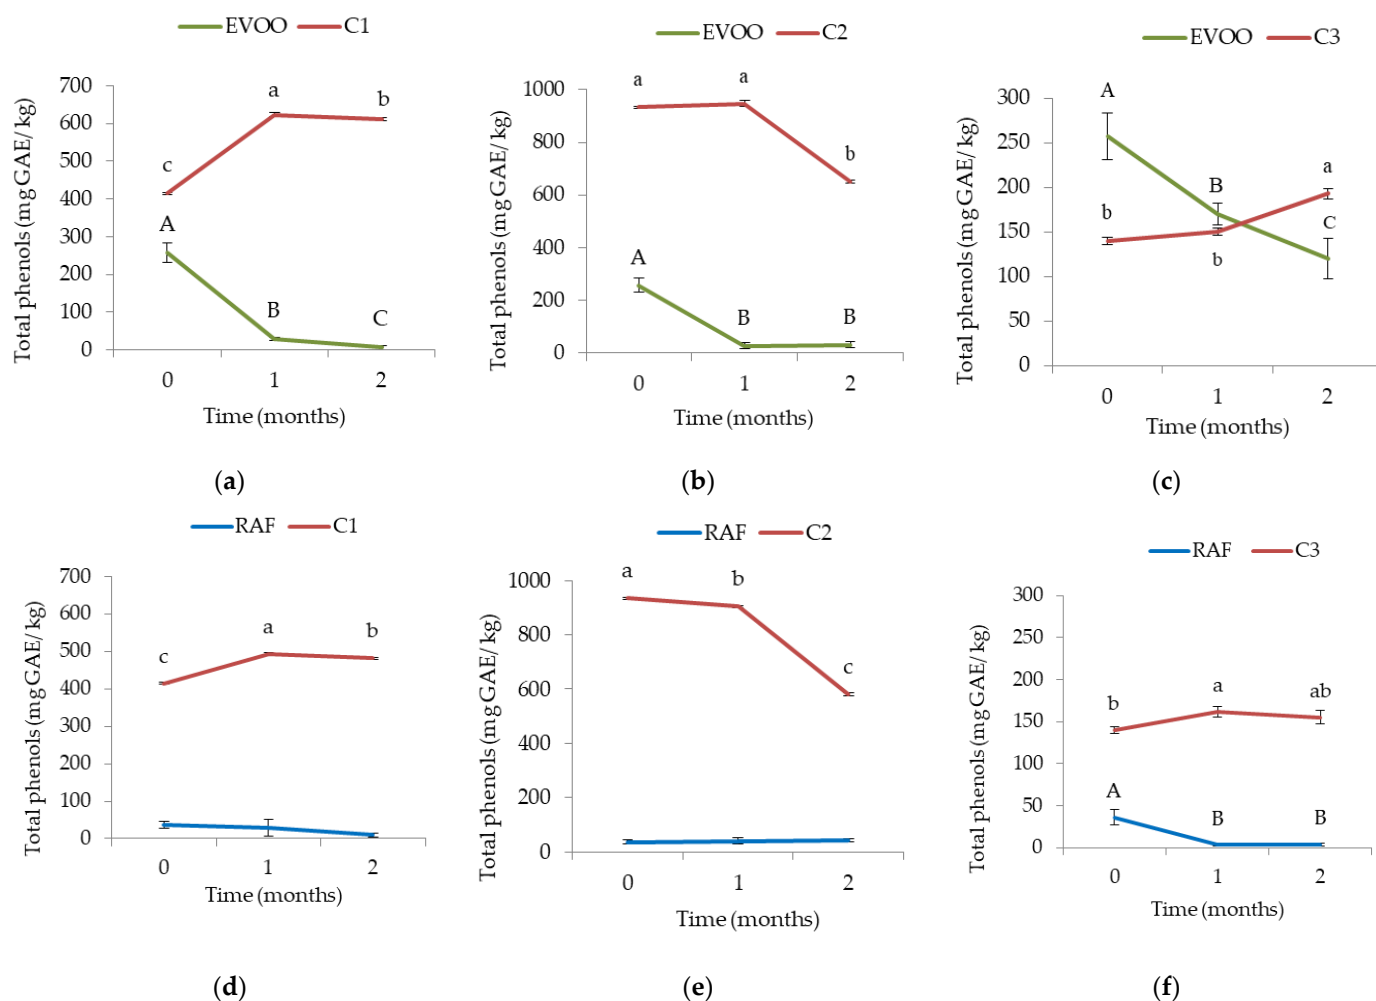 EVOO C1
Total phenols (mg GAE/ kg)
700
600
500
400
300
200
100
0
c
a
b
A
B
C
0 1 2
Time (months)
(a)
EVOO C2
Total phenols (mg GAE/ kg)
1000
800
600
400
200
0
a
a
b
A
B
B
0 1 2
Time (months)
(b)
EVOO C3
Total phenols (mg GAE/ kg)
300
250
200
150
100
50
0
A
B
C
b
b
a
0 1 2
Time (months)
(c)
RAF C1
Total phenols (mg GAE/ kg)
700
600
500
400
300
200
100
0
c
a
b
0 1 2
Time (months)
(d)
RAF C2
Total phenols (mg GAE/ kg)
1000
800
600
400
200
0
a
b
c
0 1 2
Time (months)
(e)
RAF C3
Total phenols (mg GAE/ kg)
300
250
200
150
100
50
0
b
a
ab
A
B
B
0 1 2
Time (months)
(f)